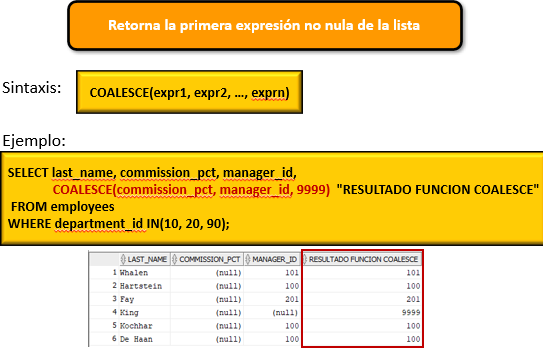 Retorna la primera expresión no nula de la lista
Sintaxis:
COALESCE(expr1, expr2, ..., exprn)
Ejemplo:
SELECT last_name, commission_pct, manager_id,
COALESCE(commission_pct, manager_id, 9999) "RESULTADO FUNCION COALESCE"
FROM employees
WHERE department_id IN(10, 20, 90);
LAST_NAME COMMISSION_PCT MANAGER_ID RESULTADO FUNCION COALESCE
1 Whalen (null) 101 101
2 Hartstein (null) 100 100
3 Fay (null) 201 201
4 King (null) (null) 9999
5 Kochhar (null) 100 100
6 De Haan (null) 100 100